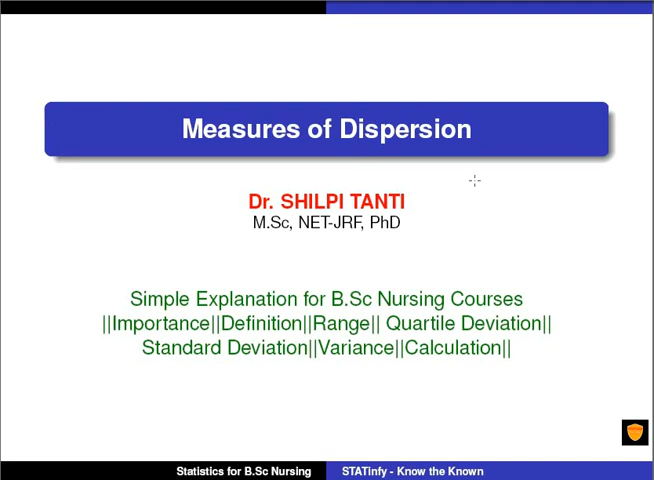 Measures of Dispersion
Dr. SHILPI TANTI
M.Sc, NET-JRF, PhD
Simple Explanation for B.Sc Nursing Courses
||Importance||Definition||Range|| Quartile Deviation||
Standard Deviation||Variance||Calculation||
Statistics for B.Sc Nursing STATinfy - Know the Known